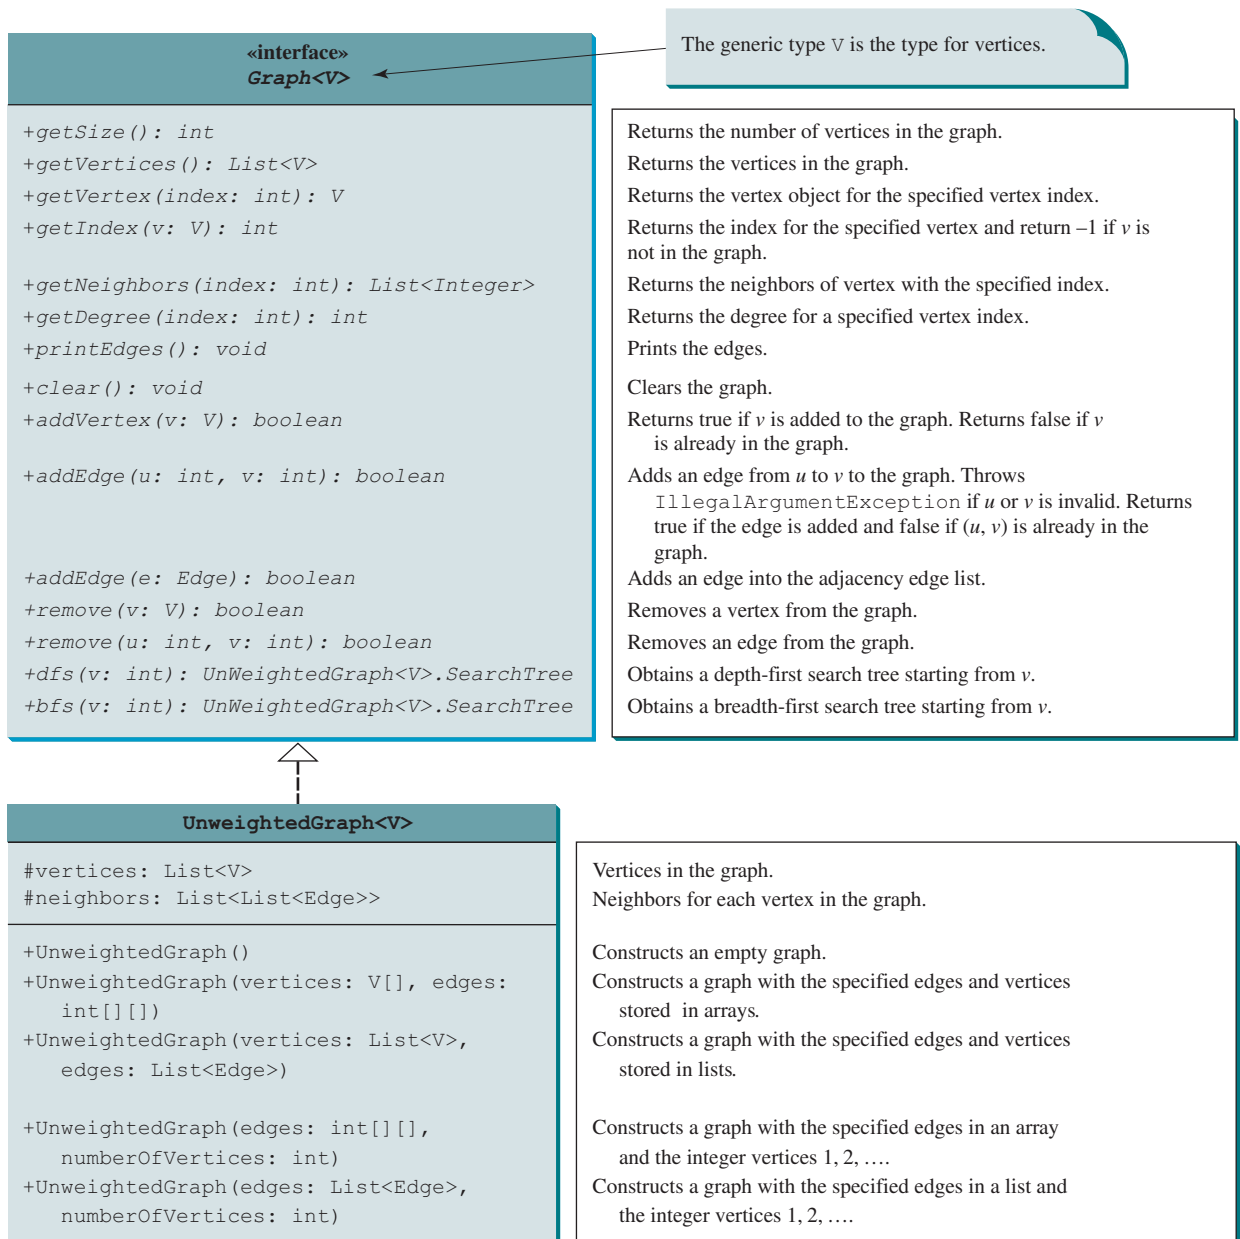 The generic type V is the type for vertices.
«interface»
Graph<V>
+getSize(): int
Returns the number of vertices in the graph.
+getVertices(): List<V>
Returns the vertices in the graph.
+getVertex(index: int): V
Returns the vertex object for the specified vertex index.
+getIndex(v: V): int
Returns the index for the specified vertex and return –1 if v is
not in the graph.
+getNeighbors(index: int): List<Integer>
Returns the neighbors of vertex with the specified index.
+getDegree(index: int): int
Returns the degree for a specified vertex index.
+printEdges(): void
Prints the edges.
+clear(): void
Clears the graph.
+addVertex(v: V): boolean
Returns true if v is added to the graph. Returns false if v
is already in the graph.
+addEdge(u: int, v: int): boolean
Adds an edge from u to v to the graph. Throws
IllegalArgumentException if u or v is invalid. Returns
true if the edge is added and false if (u, v) is already in the
graph.
+addEdge(e: Edge): boolean
Adds an edge into the adjacency edge list.
+remove(v: V): boolean
Removes a vertex from the graph.
+remove(u: int, v: int): boolean
Removes an edge from the graph.
+dfs(v: int): UnWeightedGraph<V>.SearchTree
Obtains a depth-first search tree starting from v.
+bfs(v: int): UnWeightedGraph<V>.SearchTree
Obtains a breadth-first search tree starting from v.
UnweightedGraph<V>
#vertices: List<V>
Vertices in the graph.
#neighbors: List<List<Edge>>
Neighbors for each vertex in the graph.
+UnweightedGraph()
Constructs an empty graph.
+UnweightedGraph(vertices: V[], edges:
int[][])
Constructs a graph with the specified edges and vertices
stored in arrays.
+UnweightedGraph(vertices: List<V>,
edges: List<Edge>)
Constructs a graph with the specified edges and vertices
stored in lists.
+UnweightedGraph(edges: int[][],
numberOfVertices: int)
Constructs a graph with the specified edges in an array
and the integer vertices 1, 2, ….
+UnweightedGraph(edges: List<Edge>,
numberOfVertices: int)
Constructs a graph with the specified edges in a list and
the integer vertices 1, 2, ….